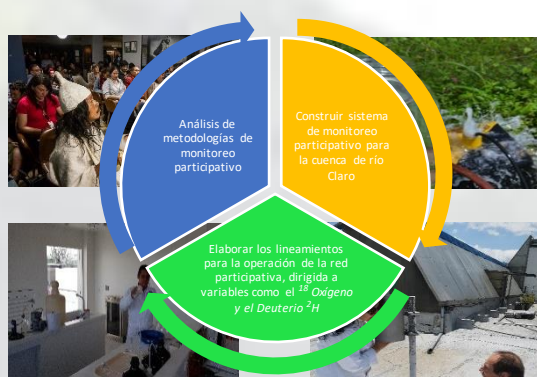 Análisis de
metodologías de
monitoreo
participativo
Construir sistema
de monitoreo
participativo para
la cuenca de río
Claro
Elaborar los lineamientos
para la operación de la red
participativa, dirigida a
variables como el ¹⁸ Oxígeno
y el Deuterio ²H